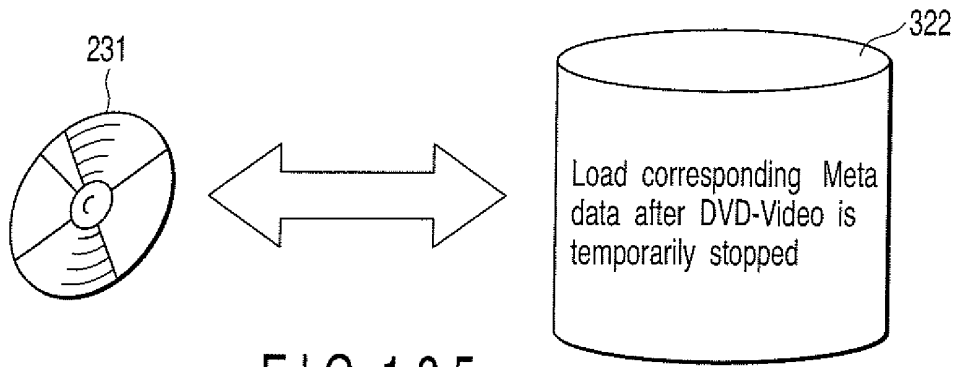 231
322
Load corresponding Meta
data after DVD-Video is
temporarily stopped